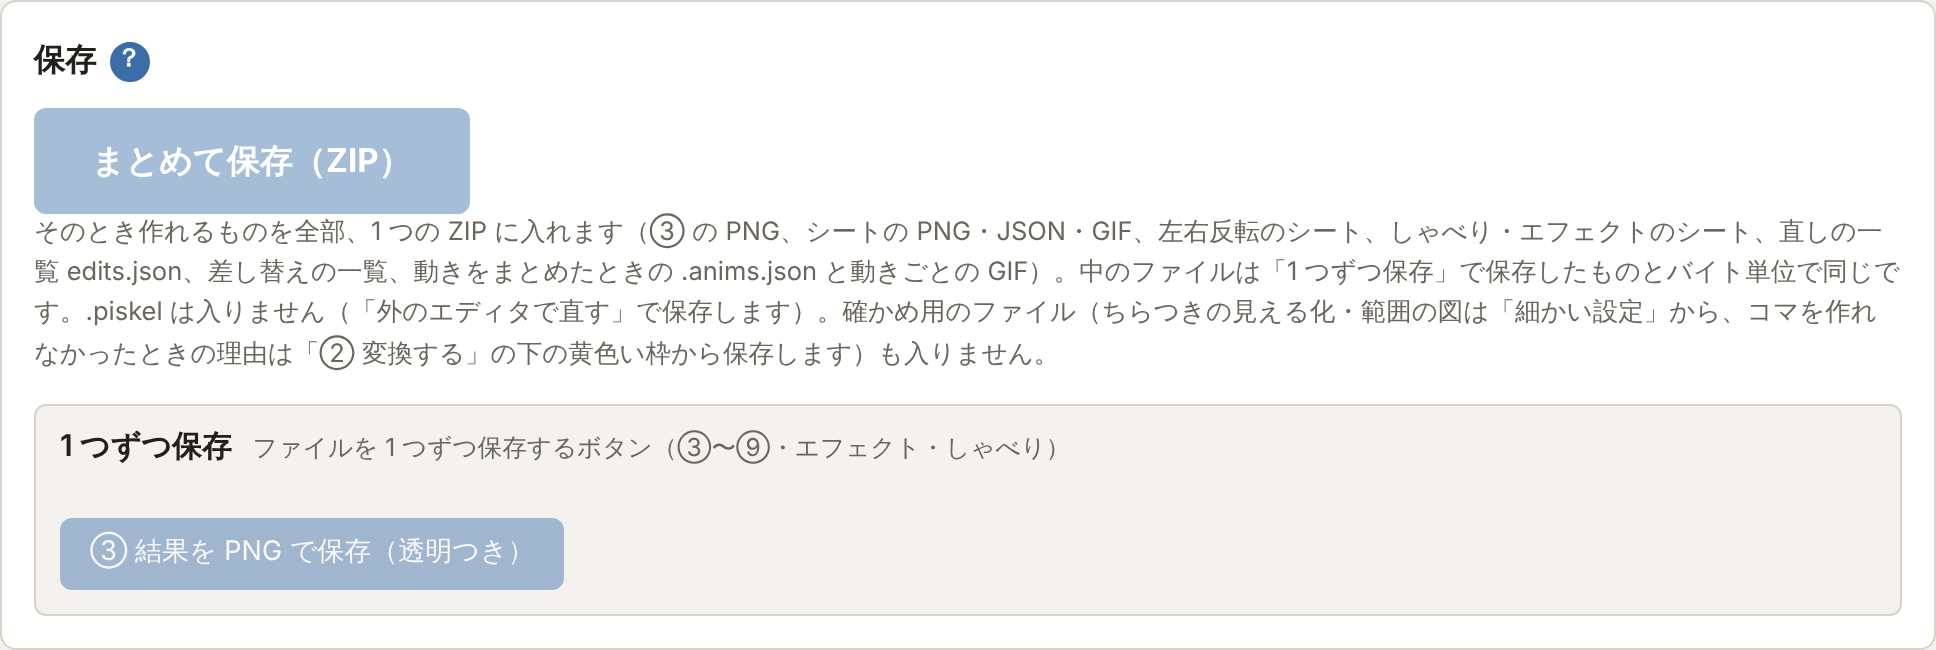 保存 ?
まとめて保存（ZIP）
そのとき作れるものを全部、1 つの ZIP に入れます（③ の PNG、シートの PNG・JSON・GIF、左右反転のシート、しゃべり・エフェクトのシート、直しの一
覧 edits.json、差し替えの一覧、動きをまとめたときの .anims.json と動きごとの GIF）。中のファイルは「1 つずつ保存」で保存したものとバイト単位で同じで
す。.piskel は入りません（「外のエディタで直す」で保存します）。確かめ用のファイル（ちらつきの見える化・範囲の図は「細かい設定」から、コマを作れ
なかったときの理由は「② 変換する」の下の黄色い枠から保存します）も入りません。
1 つずつ保存 ファイルを 1 つずつ保存するボタン（③〜⑨・エフェクト・しゃべり）
③ 結果を PNG で保存（透明つき）